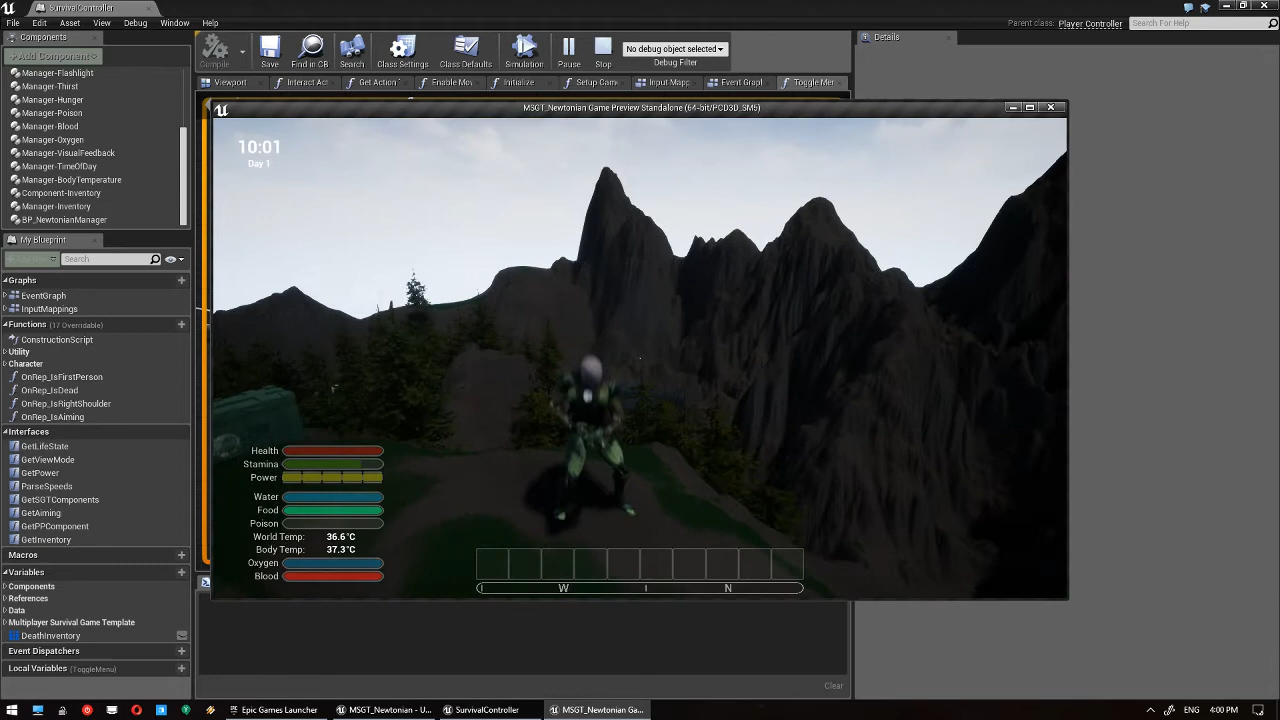 SurvivalController
File Edit Asset View Debug Window Help
Parent class: Player Controller
Search For Help
Components
Add Component
Manager-Flashlight
Manager-Thirst
Manager-Hunger
Manager-Poison
Manager-Blood
Manager-Oxygen
Manager-VisualFeedback
Manager-TimeOfDay
Manager-BodyTemperature
Component-Inventory
Manager-Inventory
BP_NewtonianManager
My Blueprint
Search
Graphs
EventGraph
InputMappings
Functions (17 Overridable)
ConstructionScript
Utility
Character
OnRep_IsFirstPerson
OnRep_IsDead
OnRep_IsRightShoulder
OnRep_IsAiming
Interfaces
GetLifeState
GetViewMode
GetPower
ParseSpeeds
GetSGTComponents
GetAiming
GetPPComponent
GetInventory
Macros
Variables
Components
References
Data
Multiplayer Survival Game Template
DeathInventory
Event Dispatchers
Local Variables (ToggleMenu)
Compile Save Find in CB Search Class Settings Class Defaults Simulation Pause Stop
No debug object selected
Debug Filter
Details
Viewport Interact Act Get Action Enable Mov Initialize Setup Came Input Mapp Event Graph Toggle Mer
MSGT_Newtonian Game Preview Standalone (64-bit/PCD3D_SM5)
10:01
Day 1
Health
Stamina
Power
Water
Food
Poison
World Temp: 36.6°C
Body Temp: 37.3°C
Oxygen
Blood
W N
Clear
Epic Games Launcher MSGT_Newtonian - U... SurvivalController MSGT_Newtonian Ga...
ENG 4:00 PM